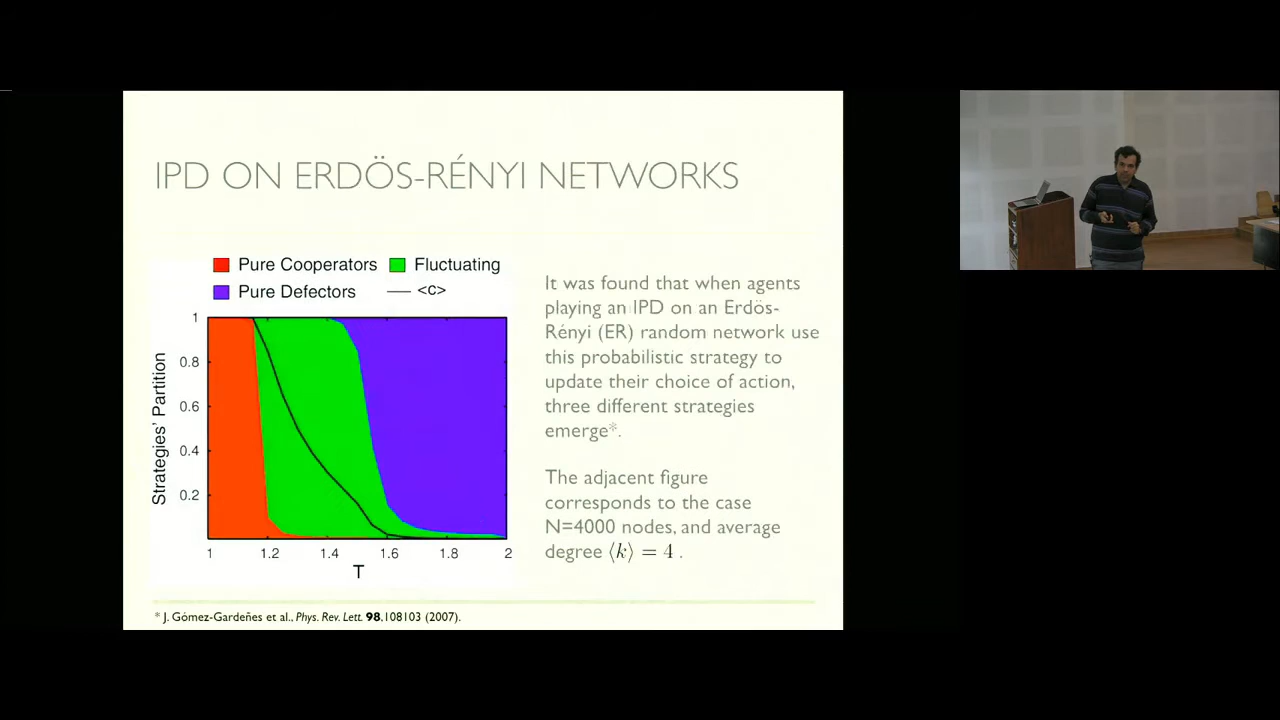 IPD ON ERDÖS-RÉNYI NETWORKS
Pure Cooperators Fluctuating
Pure Defectors <c>
1
0.8
0.6
0.4
0.2
Strategies' Partition
1 1.2 1.4 1.6 1.8 2
T
It was found that when agents
playing an IPD on an Erdös-
Rényi (ER) random network use
this probabilistic strategy to
update their choice of action,
three different strategies
emerge*.
The adjacent figure
corresponds to the case
N=4000 nodes, and average
degree ⟨k⟩ = 4 .
* J. Gómez-Gardeñes et al., Phys. Rev. Lett. 98,108103 (2007).